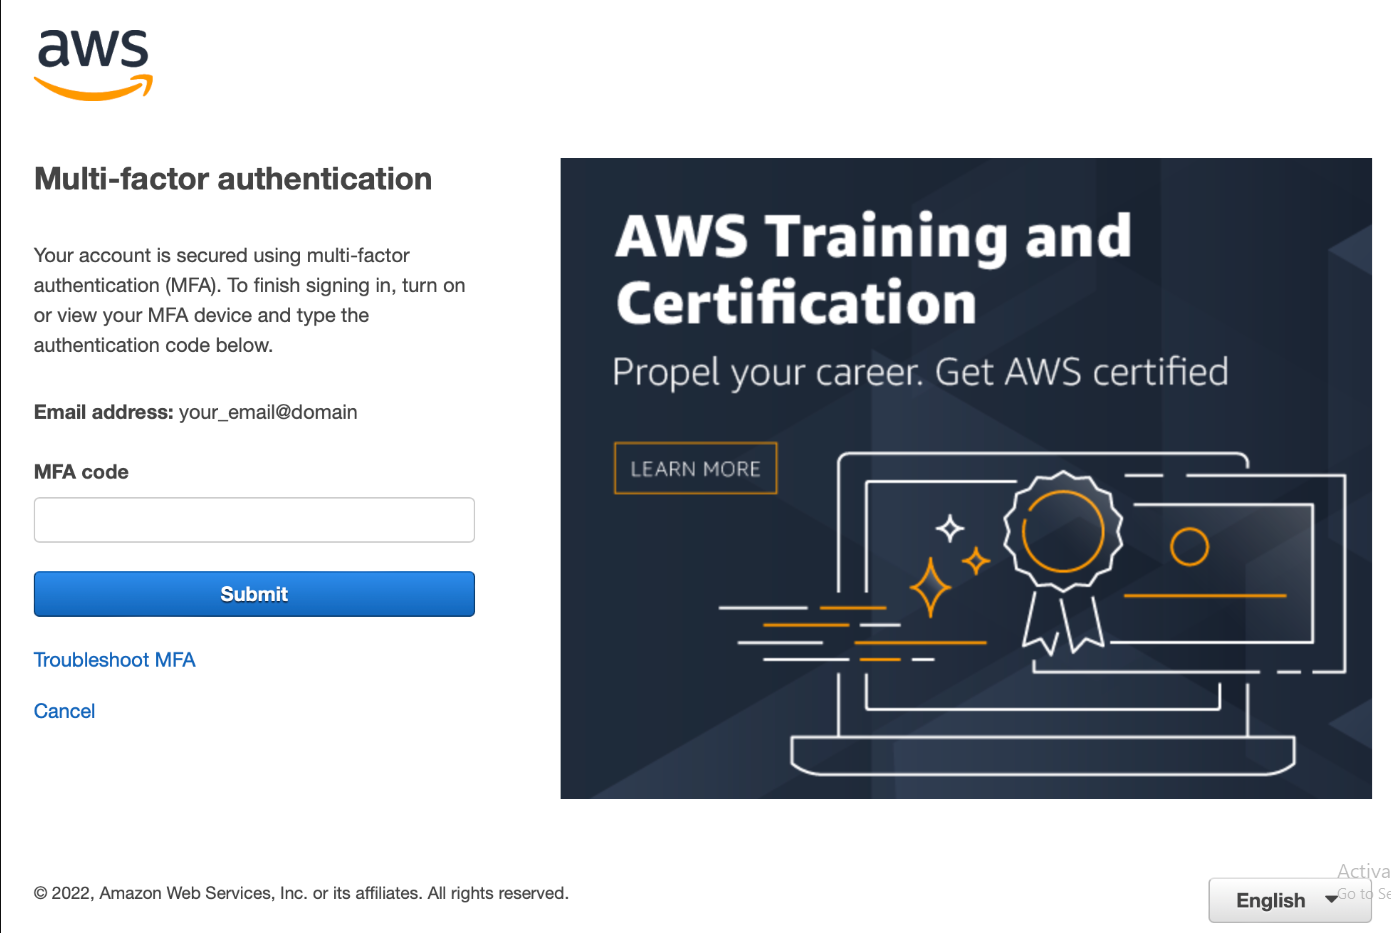 aws
Multi-factor authentication
Your account is secured using multi-factor
authentication (MFA). To finish signing in, turn on
or view your MFA device and type the
authentication code below.
Email address: your_email@domain
MFA code
Submit
Troubleshoot MFA
Cancel
AWS Training and
Certification
Propel your career. Get AWS certified
LEARN MORE
© 2022, Amazon Web Services, Inc. or its affiliates. All rights reserved.
English
Activa
Go to Se